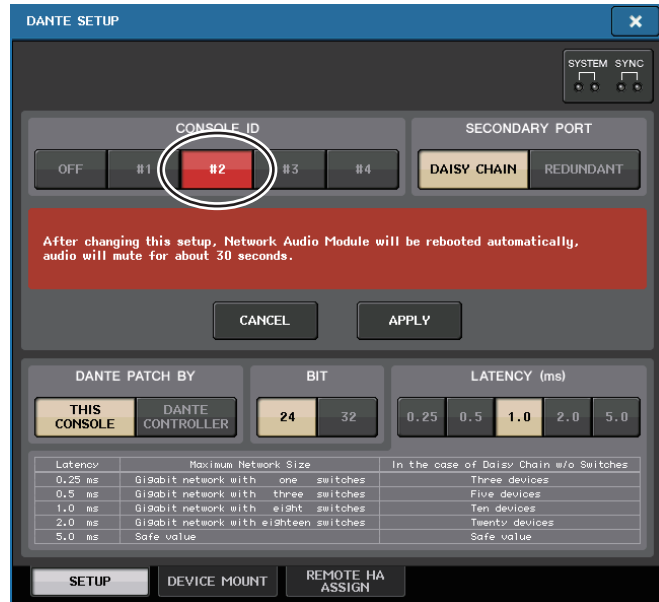 DANTE SETUP
SYSTEM SYNC
CONSOLE ID
SECONDARY PORT
OFF #1 #2 #3 #4
DAISY CHAIN REDUNDANT
After changing this setup, Network Audio Module will be rebooted automatically,
audio will mute for about 30 seconds.
CANCEL APPLY
DANTE PATCH BY
BIT
LATENCY (ms)
THIS CONSOLE
DANTE CONTROLLER
24 32
0.25 0.5 1.0 2.0 5.0
Latency Maximum Network Size In the case of Daisy Chain w/o Switches
0.25 ms Gigabit network with one switches Three devices
0.5 ms Gigabit network with three switches Five devices
1.0 ms Gigabit network with eight switches Ten devices
2.0 ms Gigabit network with eighteen switches Twenty devices
5.0 ms Safe value Safe value
SETUP DEVICE MOUNT REMOTE HA ASSIGN